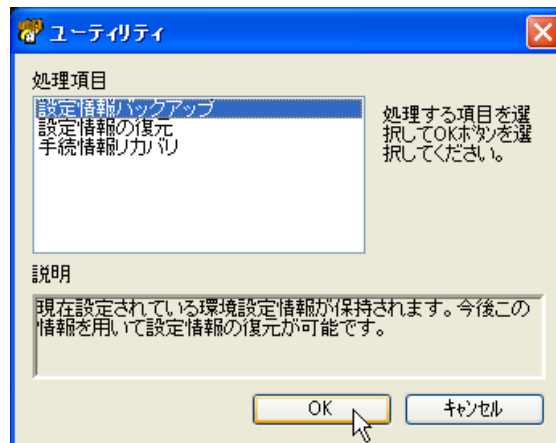 ユーティリティ
処理項目
設定情報バックアップ
設定情報の復元
手続情報リカバリ
処理する項目を選
択してOKボタンを選
択してください。
説明
現在設定されている環境設定情報が保持されます。今後この
情報を用いて設定情報の復元が可能です。
OK
キャンセル